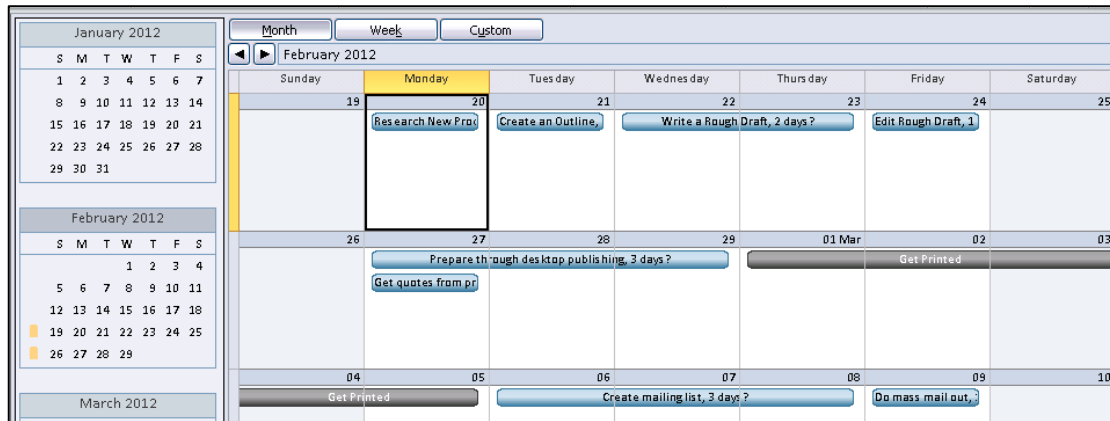 January 2012
S M T W T F S
1 2 3 4 5 6 7
8 9 10 11 12 13 14
15 16 17 18 19 20 21
22 23 24 25 26 27 28
29 30 31
February 2012
S M T W T F S
1 2 3 4
5 6 7 8 9 10 11
12 13 14 15 16 17 18
19 20 21 22 23 24 25
26 27 28 29
March 2012
Month Week Custom
February 2012
Sunday Monday Tuesday Wednesday Thursday Friday Saturday
19 20 21 22 23 24 25
Research New Create an Outline, Write a Rough Draft, 2 days? Edit Rough Draft, 1
26 27 28 29 01 Mar 02 03
Prepare through desktop publishing, 3 days? Get Printed
Get quotes from pr
04 05 06 07 08 09 10
Get Printed Create mailing list, 3 days? Do mass mail out,